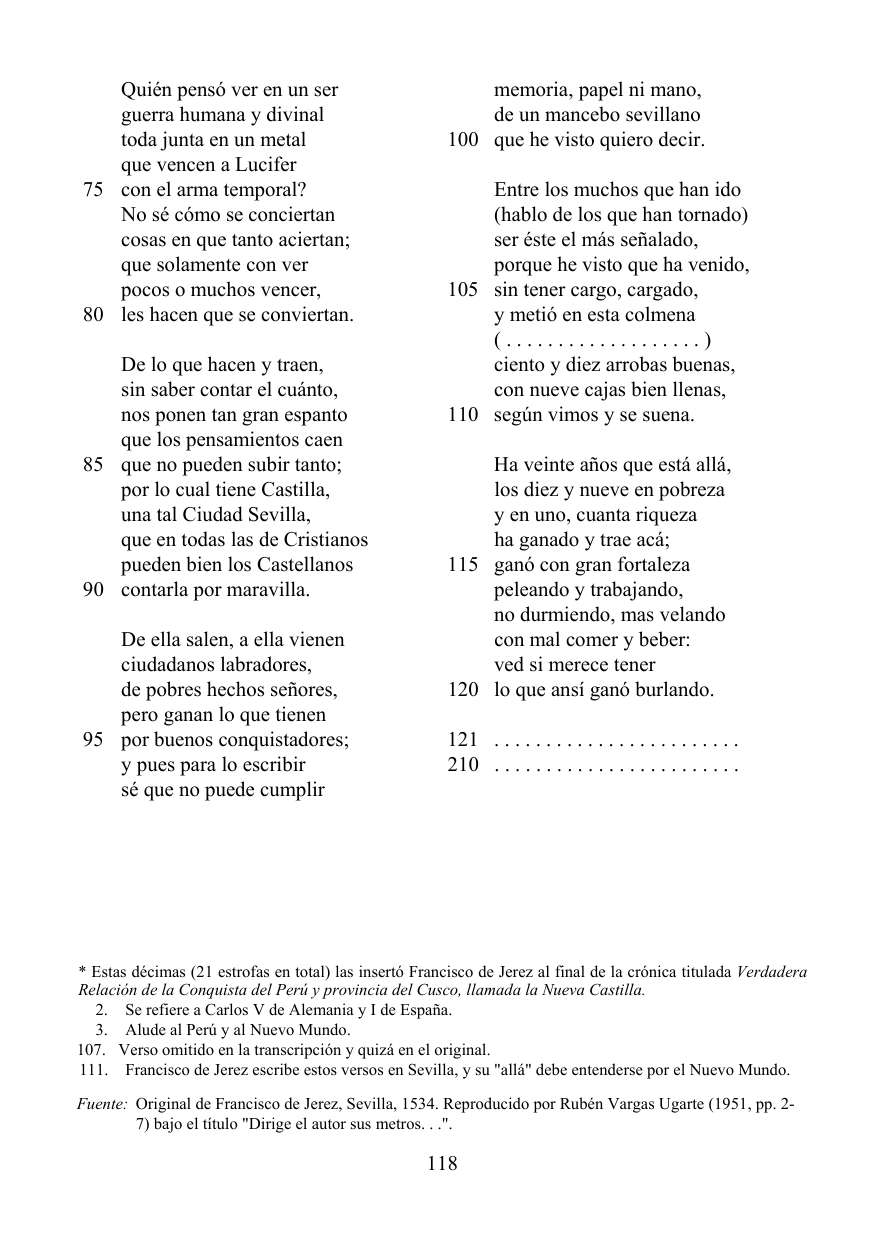 Quién pensó ver en un ser
guerra humana y divinal
toda junta en un metal
que vencen a Lucifer
75 con el arma temporal?
No sé cómo se conciertan
cosas en que tanto aciertan;
que solamente con ver
pocos o muchos vencer,
80 les hacen que se conviertan.

De lo que hacen y traen,
sin saber contar el cuánto,
nos ponen tan gran espanto
que los pensamientos caen
85 que no pueden subir tanto;
por lo cual tiene Castilla,
una tal Ciudad Sevilla,
que en todas las de Cristianos
pueden bien los Castellanos
90 contarla por maravilla.

De ella salen, a ella vienen
ciudadanos labradores,
de pobres hechos señores,
pero ganan lo que tienen
95 por buenos conquistadores;
y pues para lo escribir
sé que no puede cumplir
memoria, papel ni mano,
de un mancebo sevillano
100 que he visto quiero decir.

Entre los muchos que han ido
(hablo de los que han tornado)
ser éste el más señalado,
porque he visto que ha venido,
105 sin tener cargo, cargado,
y metió en esta colmena
( . . . . . . . . . . . . . . . . . . . )
ciento y diez arrobas buenas,
con nueve cajas bien llenas,
110 según vimos y se suena.

Ha veinte años que está allá,
los diez y nueve en pobreza
y en uno, cuanta riqueza
ha ganado y trae acá;
115 ganó con gran fortaleza
peleando y trabajando,
no durmiendo, mas velando
con mal comer y beber:
ved si merece tener
120 lo que ansí ganó burlando.

121 . . . . . . . . . . . . . . . . . . . . . . . .
210 . . . . . . . . . . . . . . . . . . . . . . . .

* Estas décimas (21 estrofas en total) las insertó Francisco de Jerez al final de la crónica titulada Verdadera
Relación de la Conquista del Perú y provincia del Cusco, llamada la Nueva Castilla.
2. Se refiere a Carlos V de Alemania y I de España.
3. Alude al Perú y al Nuevo Mundo.
107. Verso omitido en la transcripción y quizá en el original.
111. Francisco de Jerez escribe estos versos en Sevilla, y su "allá" debe entenderse por el Nuevo Mundo.

Fuente: Original de Francisco de Jerez, Sevilla, 1534. Reproducido por Rubén Vargas Ugarte (1951, pp. 2-
7) bajo el título "Dirige el autor sus metros. . .".

118